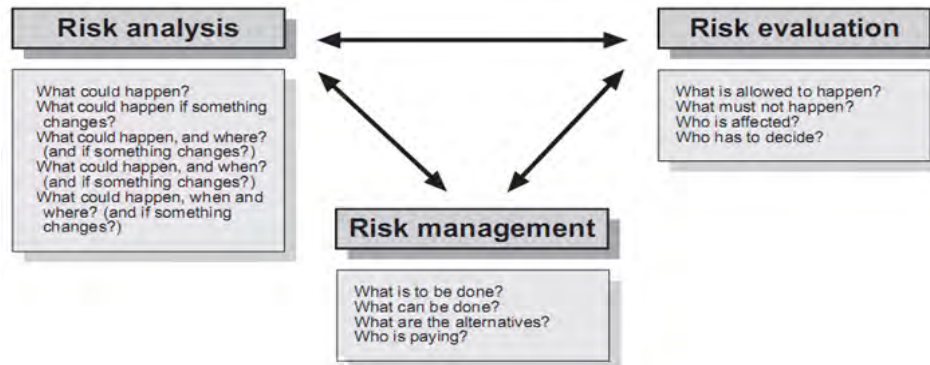 Risk analysis
What could happen?
What could happen if something
changes?
What could happen, and where?
(and if something changes?)
What could happen, and when?
(and if something changes?)
What could happen, when and
where? (and if something
changes?)
Risk evaluation
What is allowed to happen?
What must not happen?
Who is affected?
Who has to decide?
Risk management
What is to be done?
What can be done?
What are the alternatives?
Who is paying?